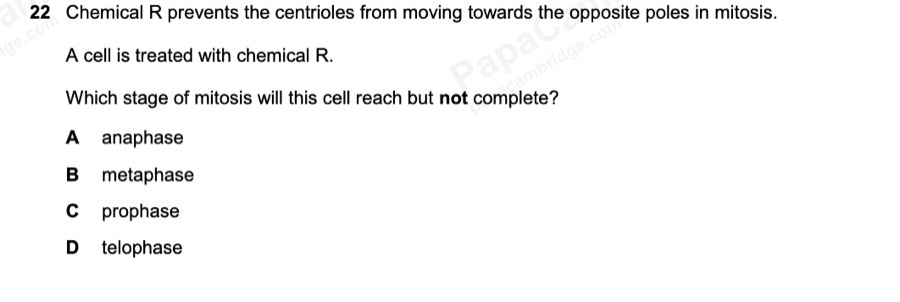 22 Chemical R prevents the centrioles from moving towards the opposite poles in mitosis.
A cell is treated with chemical R.
Which stage of mitosis will this cell reach but not complete?
A anaphase
B metaphase
C prophase
D telophase